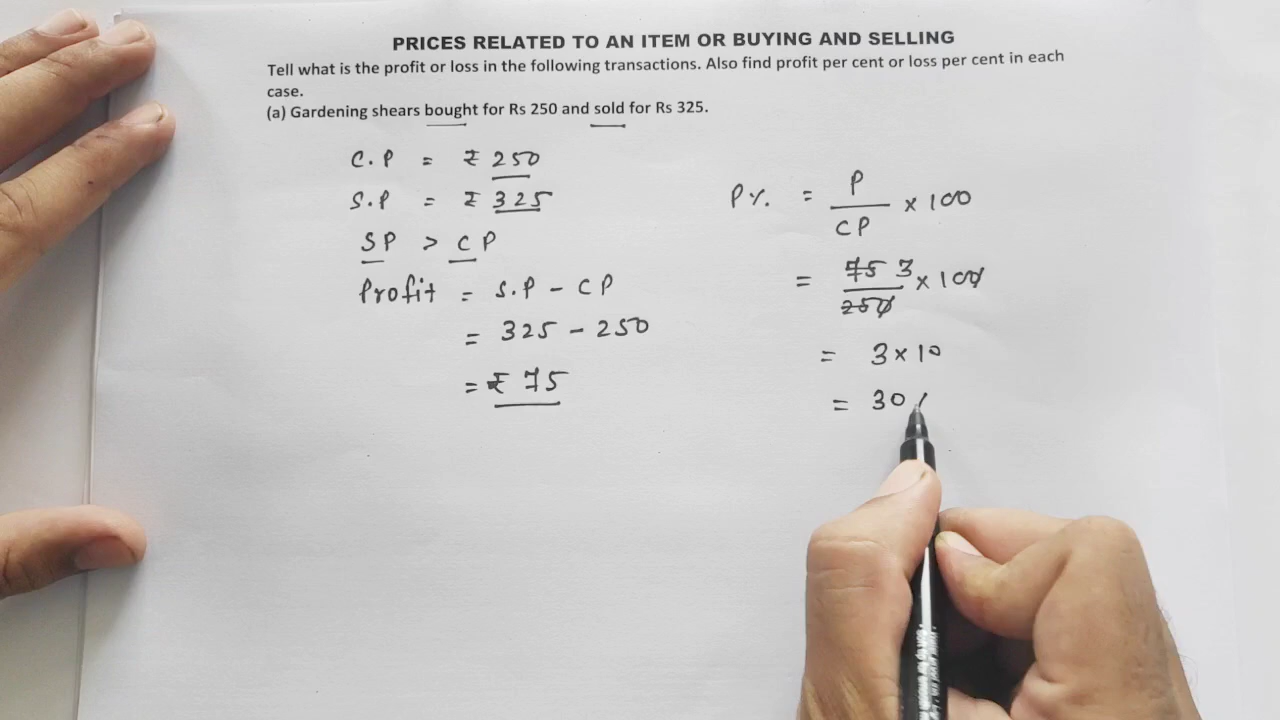 PRICES RELATED TO AN ITEM OR BUYING AND SELLING
Tell what is the profit or loss in the following transactions. Also find profit per cent or loss per cent in each
case.
(a) Gardening shears bought for Rs 250 and sold for Rs 325.
C.P = ₹ 250
S.P = ₹ 325
SP > CP
Profit = S.P - CP
= 325 - 250
= ₹ 75
P%. = P
CP × 100
= 75 3
250 × 100
= 3 × 10
= 30